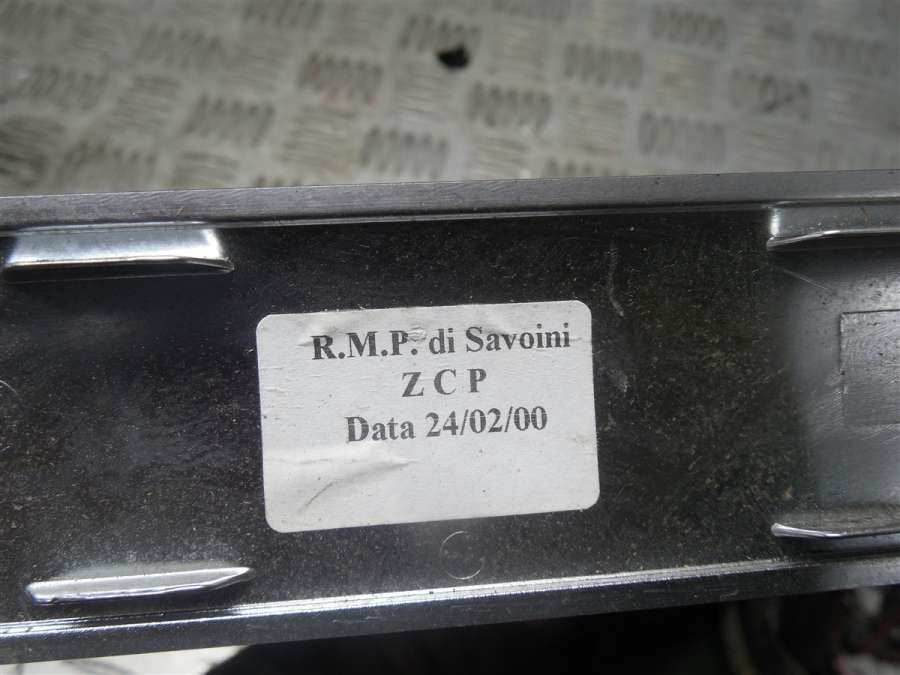 R.M.P. di Savoini
Z C P
Data 24/02/00